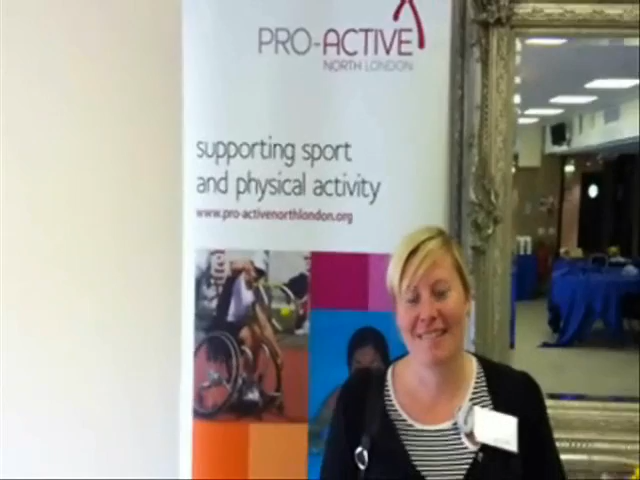 PRO-ACTIVE
NORTH LONDON
supporting sport
and physical activity
www.pro-activenorthlondon.org